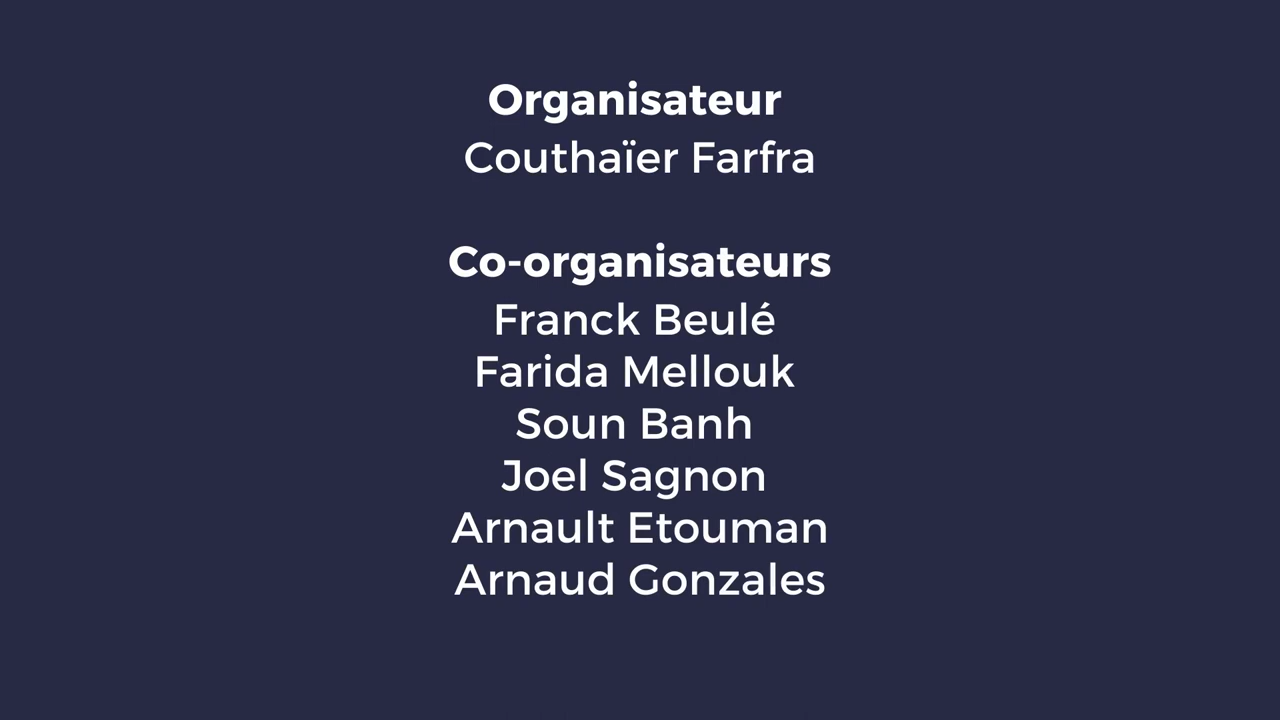 Organisateur
Couthaïer Farfra
Co-organisateurs
Franck Beulé
Farida Mellouk
Soun Banh
Joel Sagnon
Arnault Etouman
Arnaud Gonzales